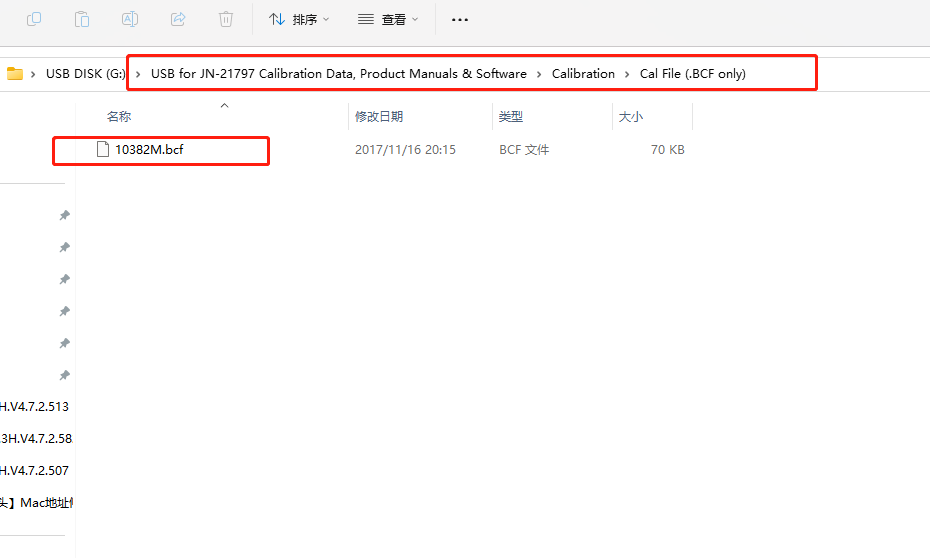 排序 查看
USB DISK (G:) USB for JN-21797 Calibration Data, Product Manuals & Software Calibration Cal File (.BCF only)
名称 修改日期 类型 大小
10382M.bcf 2017/11/16 20:15 BCF 文件 70 KB
H.V4.7.2.513
3H.V4.7.2.58
H.V4.7.2.507
头】Mac地址